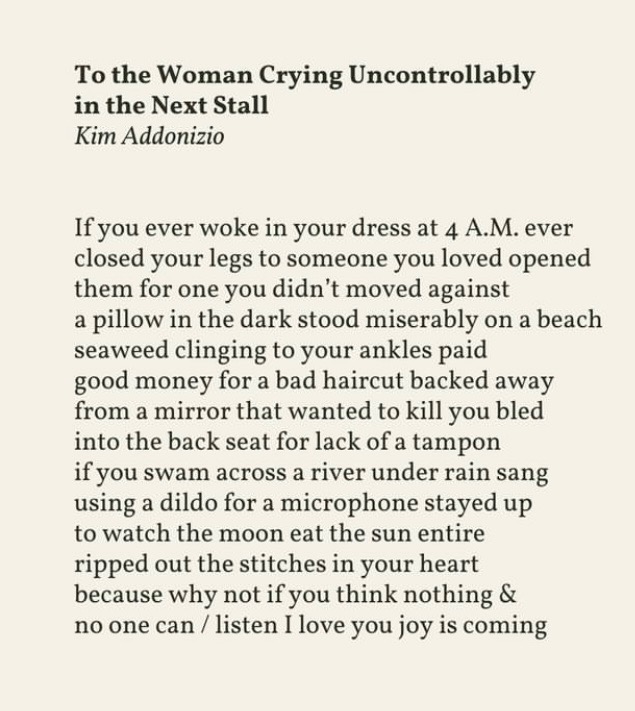 To the Woman Crying Uncontrollably
in the Next Stall
Kim Addonizio
If you ever woke in your dress at 4 A.M. ever
closed your legs to someone you loved opened
them for one you didn’t moved against
a pillow in the dark stood miserably on a beach
seaweed clinging to your ankles paid
good money for a bad haircut backed away
from a mirror that wanted to kill you bled
into the back seat for lack of a tampon
if you swam across a river under rain sang
using a dildo for a microphone stayed up
to watch the moon eat the sun entire
ripped out the stitches in your heart
because why not if you think nothing &
no one can / listen I love you joy is coming